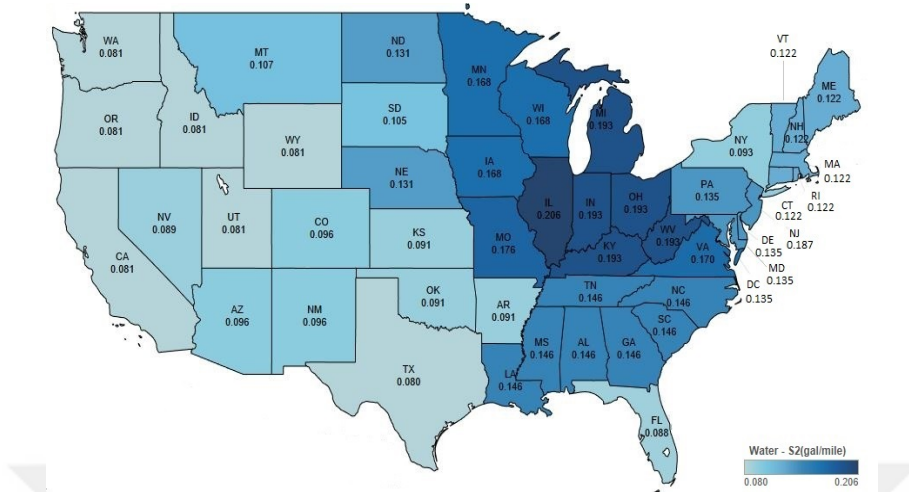 VT
0.122
WA
0.081
MT
0.107
ND
0.131
MN
0.168
ME
0.122
OR
0.081
ID
0.081
SD
0.105
WI
0.168
MI
0.193
NH
0.122
NY
0.093
WY
0.081
MA
0.122
NE
0.131
IA
0.168
PA
0.135
RI
0.122
CT
0.122
NV
0.089
UT
0.081
CO
0.096
IL
0.206
IN
0.193
OH
0.193
NJ
0.187
DE
0.135
MD
0.135
DC
0.135
CA
0.081
KS
0.091
MO
0.176
KY
0.193
WV
0.193
VA
0.170
AZ
0.096
NM
0.096
OK
0.091
AR
0.091
TN
0.146
NC
0.146
SC
0.146
MS
0.146
AL
0.146
GA
0.146
TX
0.080
LA
0.146
FL
0.088
Water - S2(gal/mile)
0.080 0.206